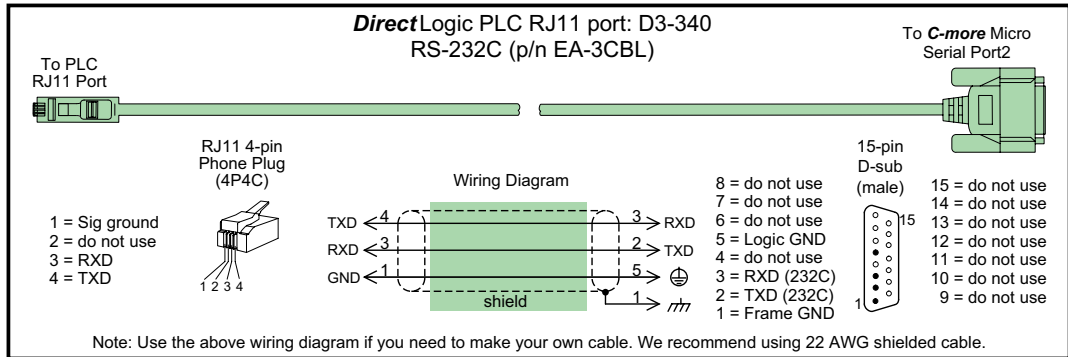 DirectLogic PLC RJ11 port: D3-340
RS-232C (p/n EA-3CBL)
To PLC
RJ11 Port
To C-more Micro
Serial Port2
RJ11 4-pin
Phone Plug
(4P4C)
1 = Sig ground
2 = do not use
3 = RXD
4 = TXD
1 2 3 4
Wiring Diagram
TXD 4 3 RXD
RXD 3 2 TXD
GND 1 5
shield 1
8 = do not use
7 = do not use
6 = do not use
5 = Logic GND
4 = do not use
3 = RXD (232C)
2 = TXD (232C)
1 = Frame GND
15-pin
D-sub
(male)
15
1
15 = do not use
14 = do not use
13 = do not use
12 = do not use
11 = do not use
10 = do not use
9 = do not use
Note: Use the above wiring diagram if you need to make your own cable. We recommend using 22 AWG shielded cable.